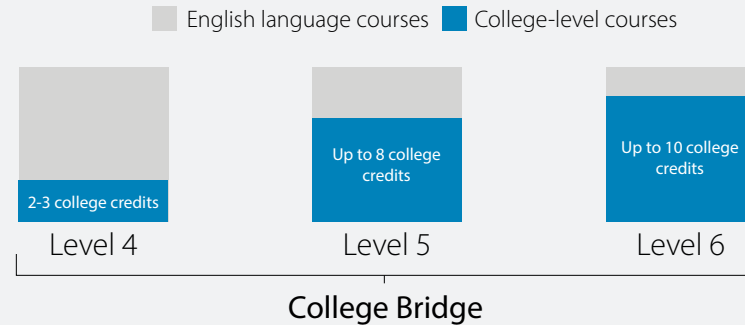 English language courses
College-level courses
2-3 college credits
Up to 8 college
credits
Up to 10 college
credits
Level 4
Level 5
Level 6
College Bridge